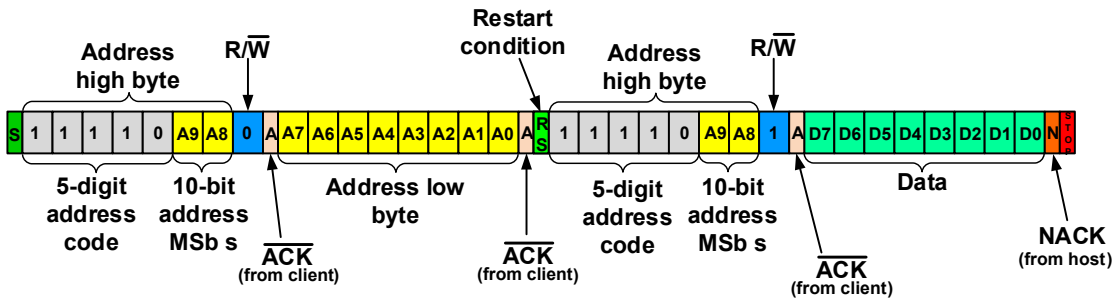 Restart
condition
Address
high byte
R/W̅
Address
high byte
R/W̅
S 1 1 1 1 0 A9 A8 0 A A7 A6 A5 A4 A3 A2 A1 A0 A RS 1 1 1 1 0 A9 A8 1 A D7 D6 D5 D4 D3 D2 D1 D0 N STOP
5-digit
address
code
10-bit
address
MSb s
A̅C̅K̅
(from client)
Address low
byte
A̅C̅K̅
(from client)
5-digit
address
code
10-bit
address
MSb s
A̅C̅K̅
(from client)
Data
NACK
(from host)